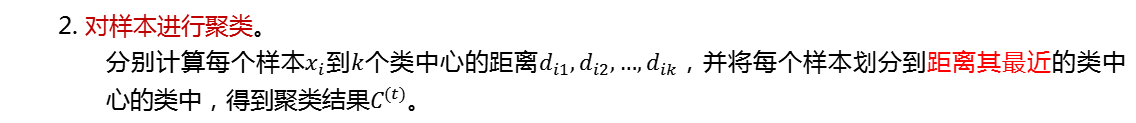 2. 对样本进行聚类。
分别计算每个样本𝑥ᵢ到𝑘个类中心的距离𝑑ᵢ₁, 𝑑ᵢ₂, …, 𝑑ᵢₖ，并将每个样本划分到距离其最近的类中
心的类中，得到聚类结果𝐶⁽ᵗ⁾。